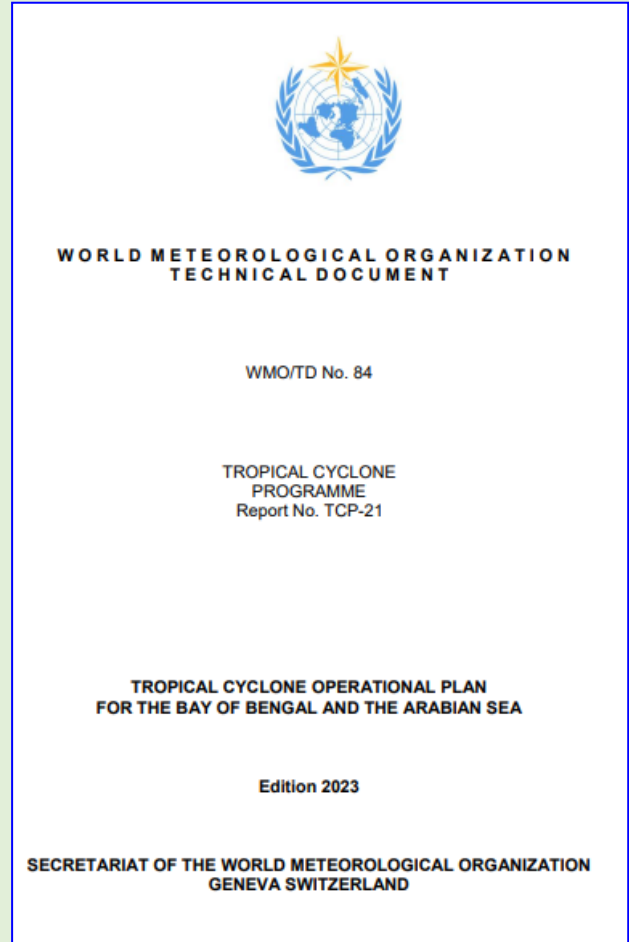 WORLD METEOROLOGICAL ORGANIZATION
TECHNICAL DOCUMENT
WMO/TD No. 84
TROPICAL CYCLONE
PROGRAMME
Report No. TCP-21
TROPICAL CYCLONE OPERATIONAL PLAN
FOR THE BAY OF BENGAL AND THE ARABIAN SEA
Edition 2023
SECRETARIAT OF THE WORLD METEOROLOGICAL ORGANIZATION
GENEVA SWITZERLAND